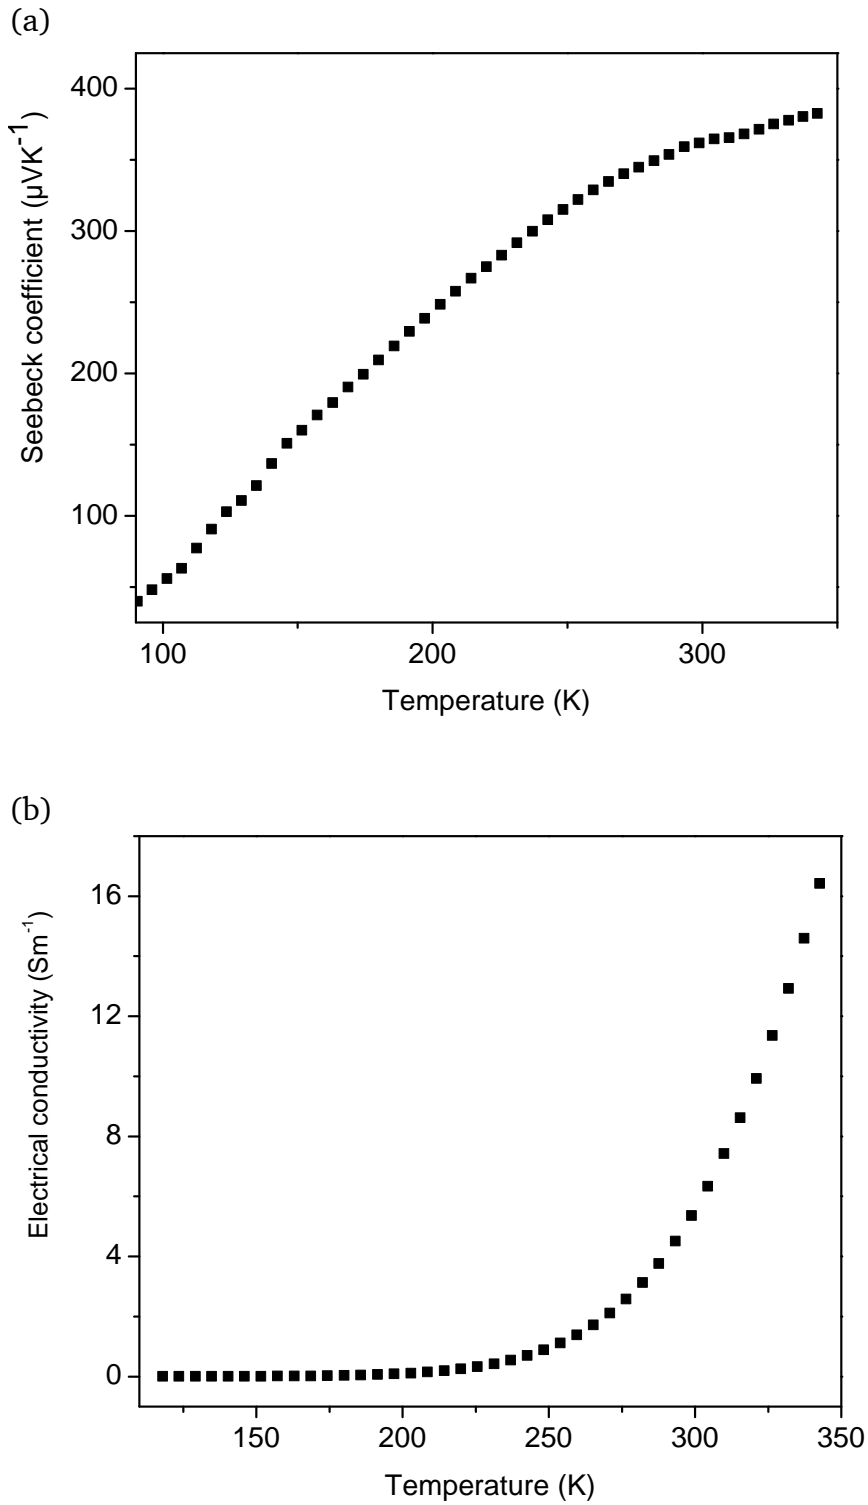 (a)
400
300
200
100
Seebeck coefficient (μVK⁻¹)
100
200
300
Temperature (K)
(b)
16
12
8
4
0
Electrical conductivity (Sm⁻¹)
150
200
250
300
350
Temperature (K)